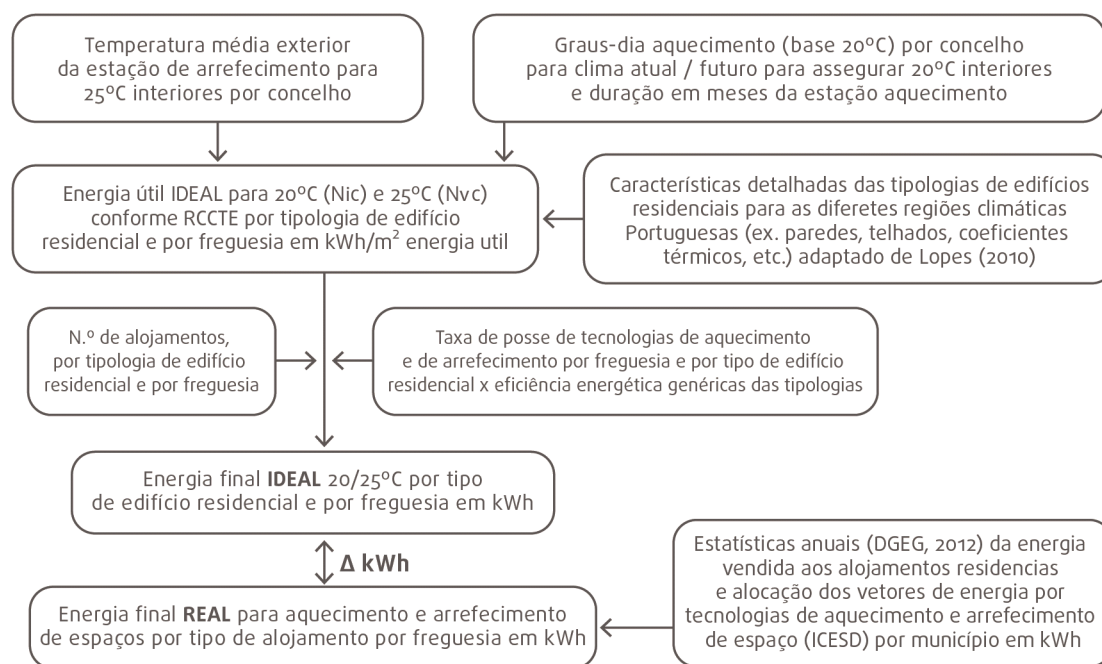 Temperatura média exterior
da estação de arrefecimento para
25ºC interiores por concelho
Graus-dia aquecimento (base 20ºC) por concelho
para clima atual / futuro para assegurar 20ºC interiores
e duração em meses da estação aquecimento
Energia útil IDEAL para 20ºC (Nic) e 25ºC (Nvc)
conforme RCCTE por tipologia de edifício
residencial e por freguesia em kWh/m² energia util
Características detalhadas das tipologias de edifícios
residenciais para as diferetes regiões climáticas
Portuguesas (ex. paredes, telhados, coeficientes
térmicos, etc.) adaptado de Lopes (2010)
N.º de alojamentos,
por tipologia de edifício
residencial e por freguesia
Taxa de posse de tecnologias de aquecimento
e de arrefecimento por freguesia e por tipo de edifício
residencial x eficiência energética genéricas das tipologias
Energia final IDEAL 20/25ºC por tipo
de edifício residencial e por freguesia em kWh
Δ kWh
Energia final REAL para aquecimento e arrefecimento
de espaços por tipo de alojamento por freguesia em kWh
Estatísticas anuais (DGEG, 2012) da energia
vendida aos alojamentos residencias
e alocação dos vetores de energia por
tecnologias de aquecimento e arrefecimento
de espaço (ICESD) por município em kWh